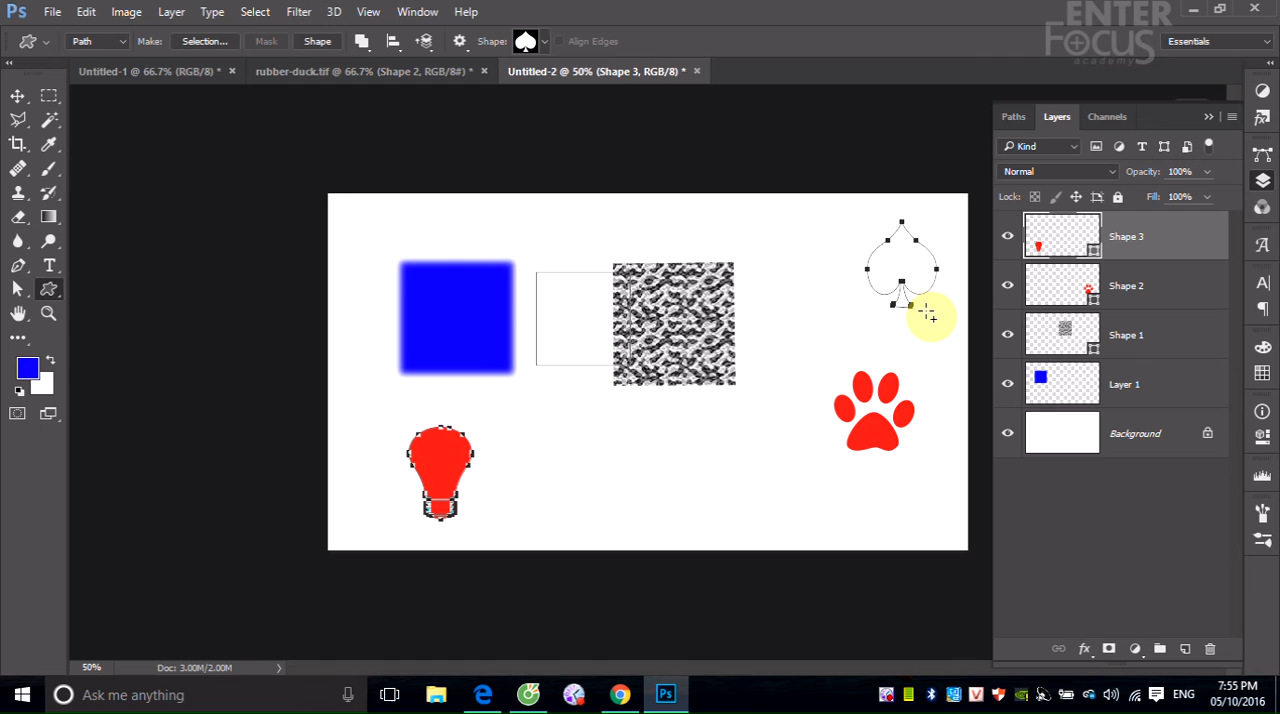 Ps File Edit Image Layer Type Select Filter 3D View Window Help
ENTER
FOCUS
academy
Path Make: Selection... Mask Shape Shape: Align Edges Essentials
Untitled-1 @ 66.7% (RGB/8) * × rubber-duck.tif @ 66.7% (Shape 2, RGB/8#) * × Untitled-2 @ 50% (Shape 3, RGB/8) * ×
Paths Layers Channels
Kind
Normal Opacity: 100%
Lock: Fill: 100%
Shape 3
Shape 2
Shape 1
Layer 1
Background
50% Doc: 3.00M/2.00M
Ask me anything
Ps
ENG
7:55 PM
05/10/2016